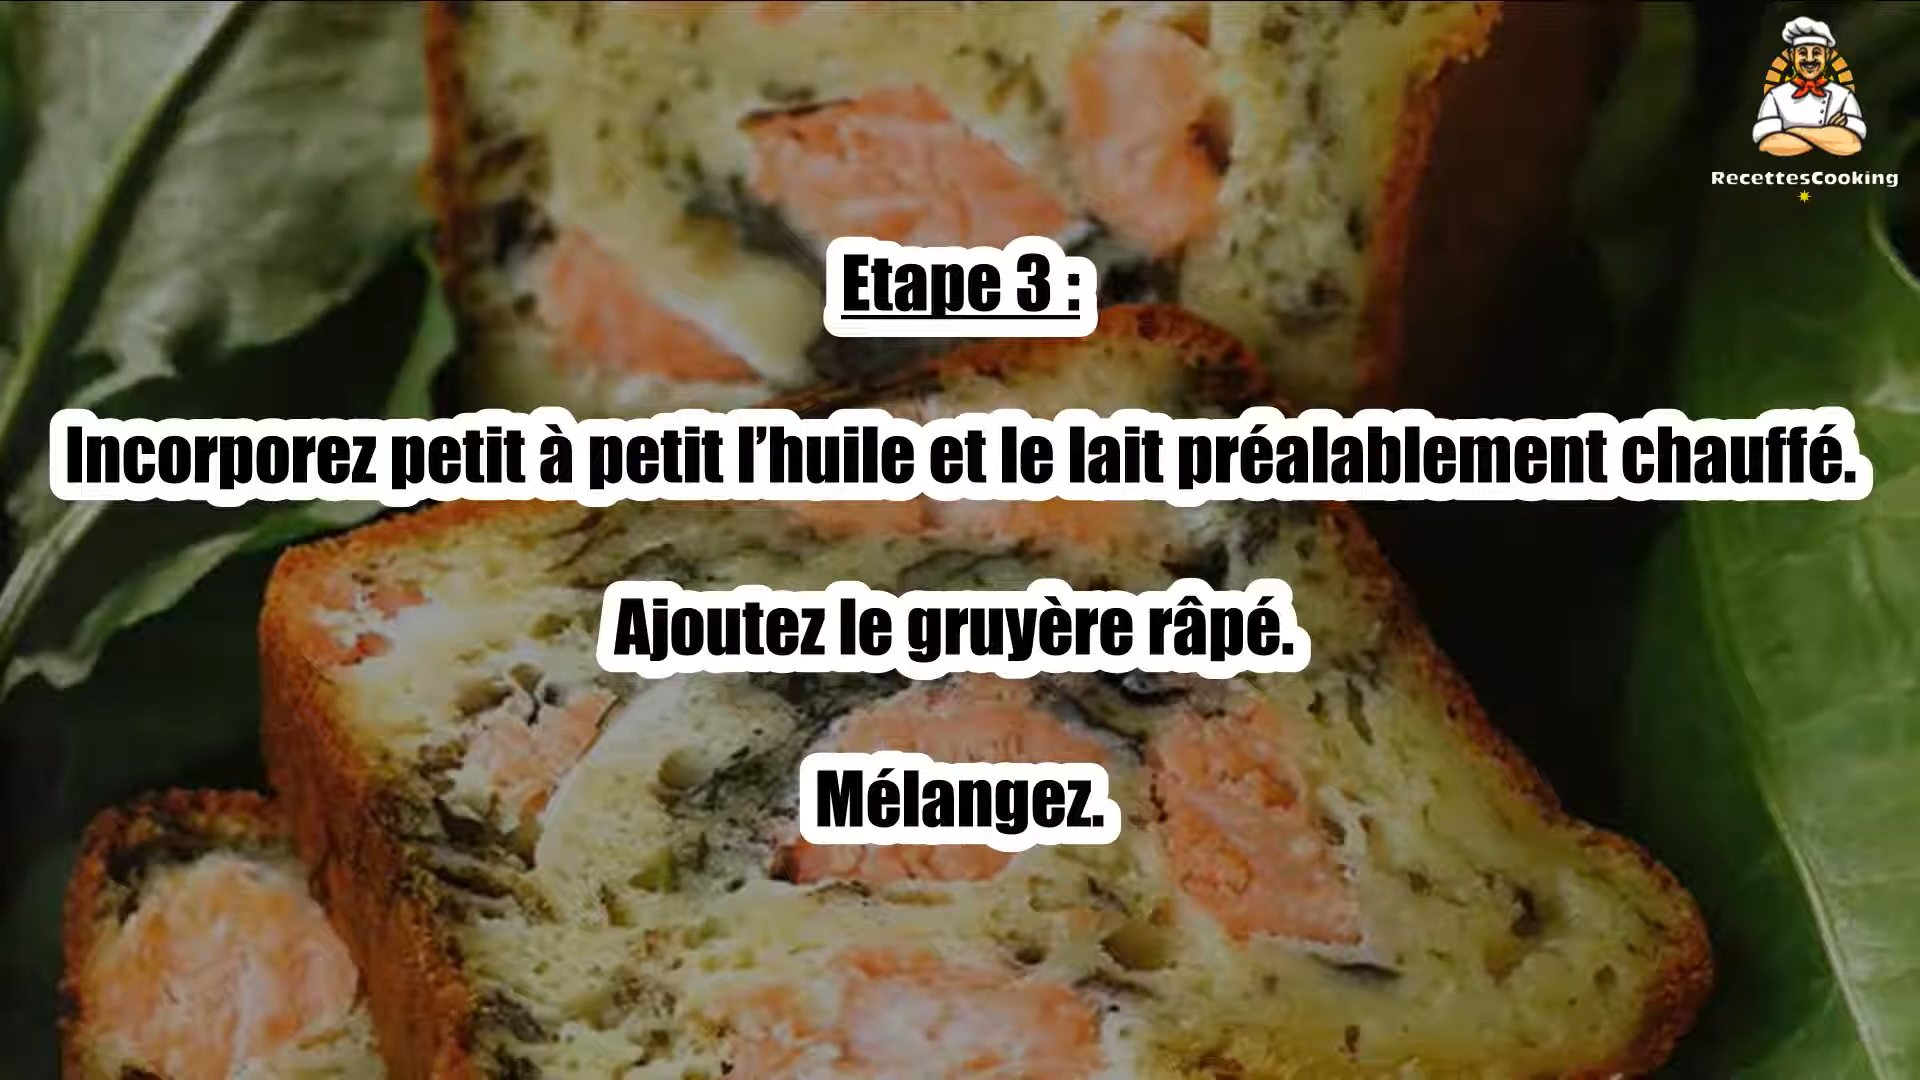 RecettesCooking
Etape 3 :
Incorporez petit à petit l’huile et le lait préalablement chauffé.
Ajoutez le gruyère râpé.
Mélangez.